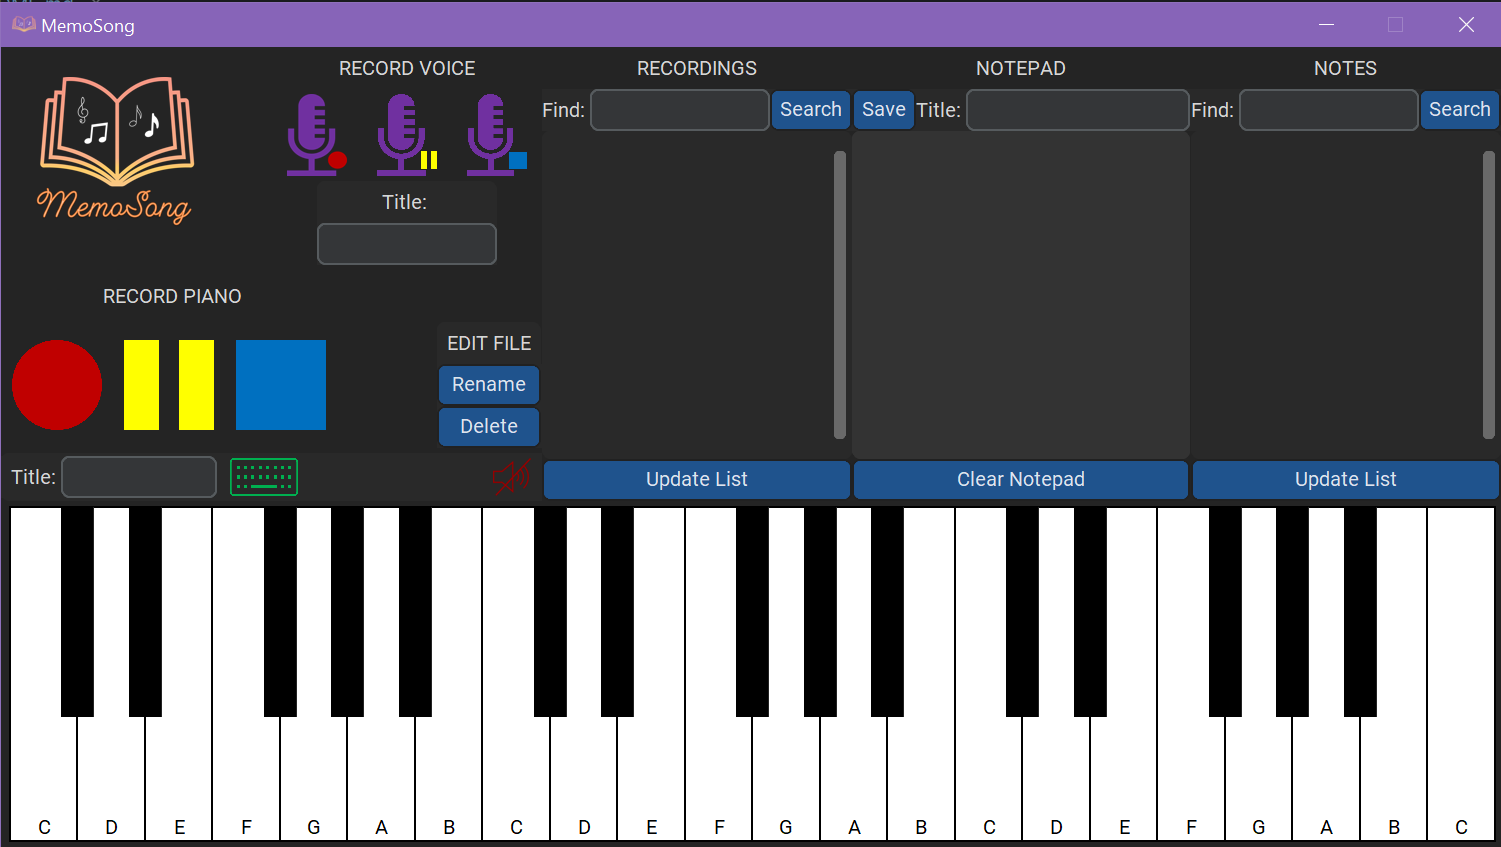 MemoSong
RECORD VOICE
RECORDINGS
NOTEPAD
NOTES
Find:
Search
Save
Title:
Find:
Search
MemoSong
Title:
RECORD PIANO
EDIT FILE
Rename
Delete
Title:
Update List
Clear Notepad
Update List
C D E F G A B C D E F G A B C D E F G A B C